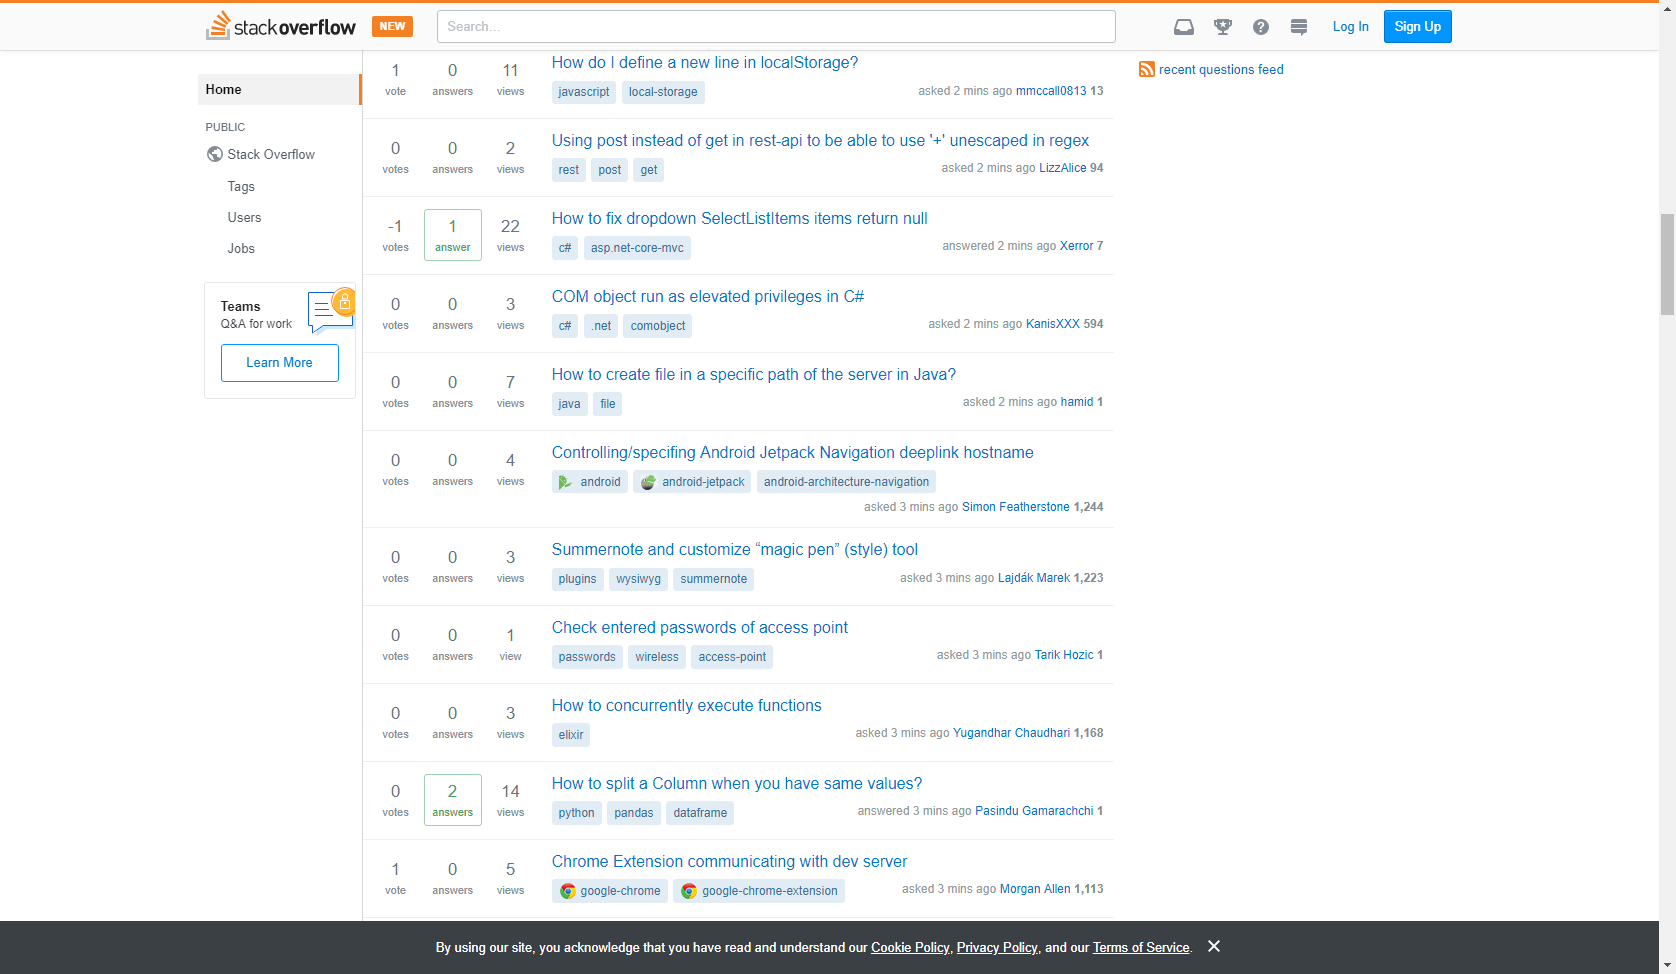 stackoverflow NEW Search... Log In Sign Up
Home
PUBLIC
Stack Overflow
Tags
Users
Jobs
Teams
Q&A for work
Learn More
1 0 11 How do I define a new line in localStorage?
vote answers views javascript local-storage asked 2 mins ago mmccall0813 13
0 0 2 Using post instead of get in rest-api to be able to use '+' unescaped in regex
votes answers views rest post get asked 2 mins ago LizzAlice 94
-1 1 22 How to fix dropdown SelectListItems items return null
votes answer views c# asp.net-core-mvc answered 2 mins ago Xerror 7
0 0 3 COM object run as elevated privileges in C#
votes answers views c# .net comobject asked 2 mins ago KanisXXX 594
0 0 7 How to create file in a specific path of the server in Java?
votes answers views java file asked 2 mins ago hamid 1
0 0 4 Controlling/specifing Android Jetpack Navigation deeplink hostname
votes answers views android android-jetpack android-architecture-navigation
asked 3 mins ago Simon Featherstone 1,244
0 0 3 Summernote and customize “magic pen” (style) tool
votes answers views plugins wysiwyg summernote asked 3 mins ago Lajdák Marek 1,223
0 0 1 Check entered passwords of access point
votes answers view passwords wireless access-point asked 3 mins ago Tarik Hozic 1
0 0 3 How to concurrently execute functions
votes answers views elixir asked 3 mins ago Yugandhar Chaudhari 1,168
0 2 14 How to split a Column when you have same values?
votes answers views python pandas dataframe answered 3 mins ago Pasindu Gamarachchi 1
1 0 5 Chrome Extension communicating with dev server
vote answers views google-chrome google-chrome-extension asked 3 mins ago Morgan Allen 1,113
recent questions feed
By using our site, you acknowledge that you have read and understand our Cookie Policy, Privacy Policy, and our Terms of Service.